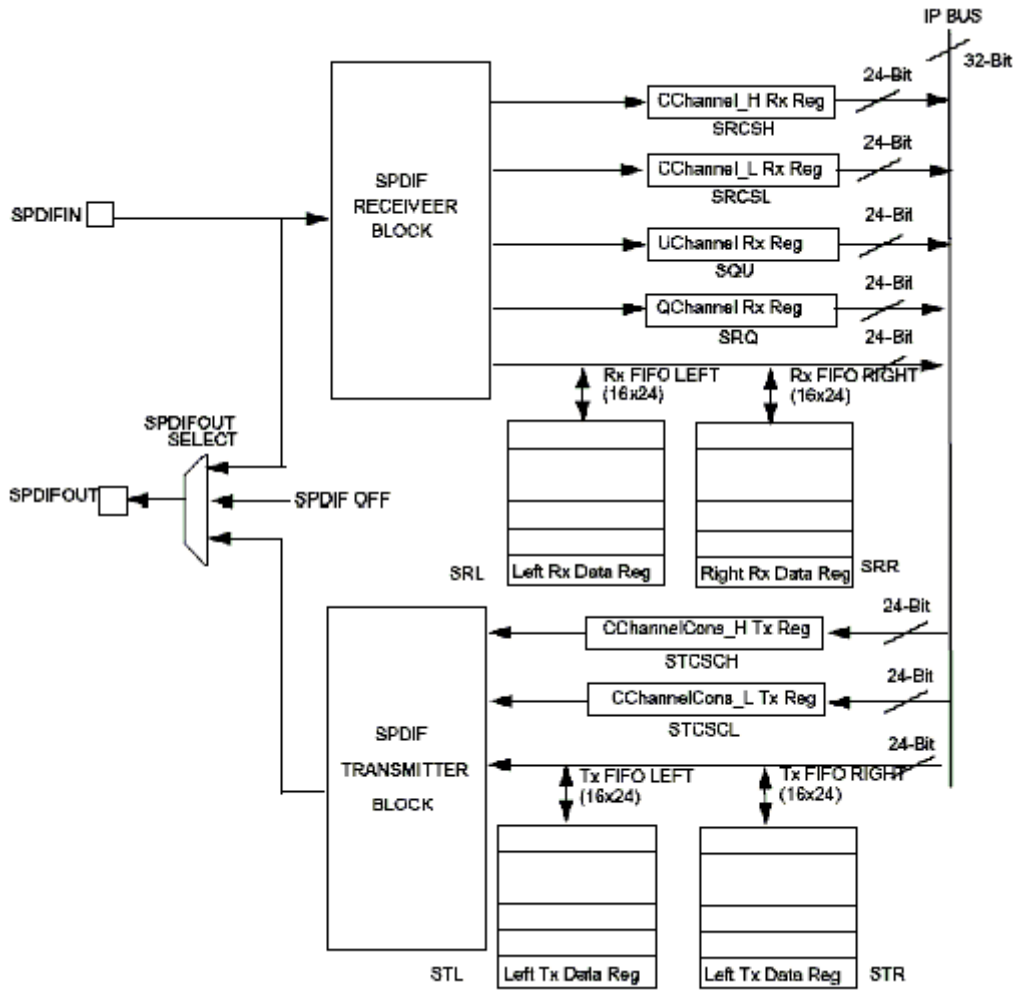 IP BUS
32-Bit
24-Bit
CChannel_H Rx Reg
SRCSH
24-Bit
CChannel_L Rx Reg
SRCSL
SPDIF
RECEIVEER
BLOCK
SPDIFIN
24-Bit
UChannel Rx Reg
SQU
24-Bit
QChannel Rx Reg
SRQ
24-Bit
Rx FIFO LEFT
(16x24)
Rx FIFO RIGHT
(16x24)
SPDIFOUT
SELECT
SPDIFOUT
SPDIF OFF
SRL
Left Rx Data Reg
Right Rx Data Reg
SRR
24-Bit
CChannelCons_H Tx Reg
STCSCH
24-Bit
CChannelCons_L Tx Reg
STCSCL
SPDIF
TRANSMITTER
BLOCK
24-Bit
Tx FIFO LEFT
(16x24)
Tx FIFO RIGHT
(16x24)
STL
Left Tx Data Reg
Left Tx Data Reg
STR